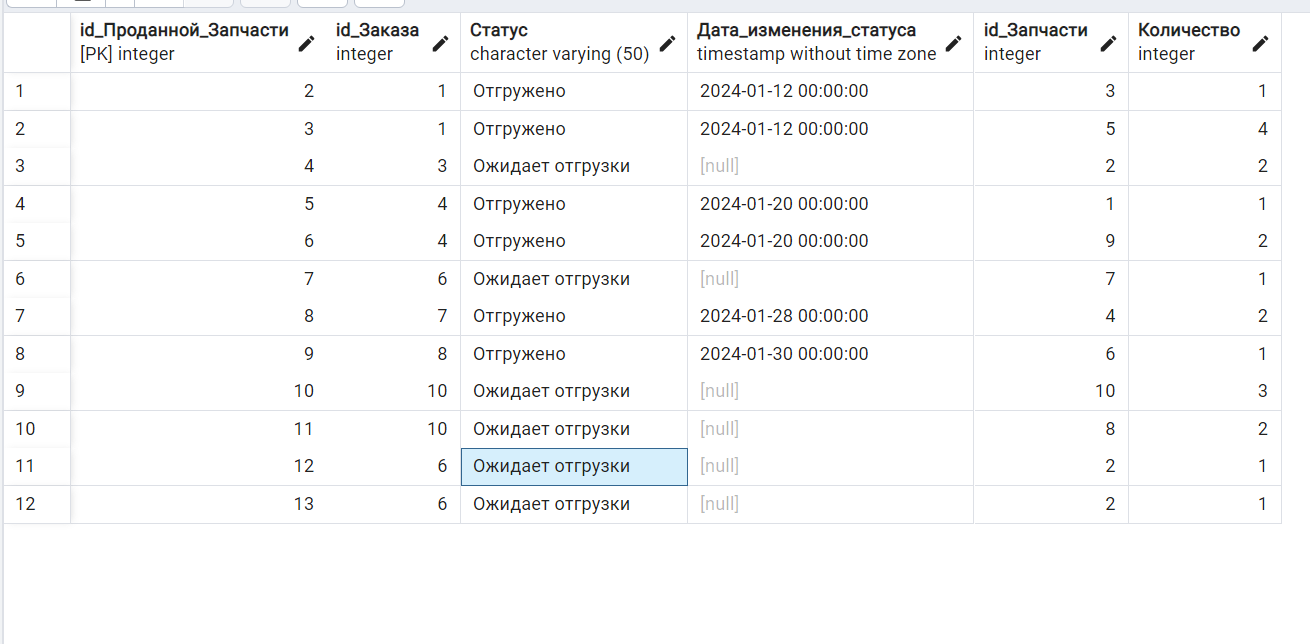 id_Проданной_Запчасти id_Заказа Статус Дата_изменения_статуса id_Запчасти Количество
[PK] integer integer character varying (50) timestamp without time zone integer integer
1 2 1 Отгружено 2024-01-12 00:00:00 3 1
2 3 1 Отгружено 2024-01-12 00:00:00 5 4
3 4 3 Ожидает отгрузки [null] 2 2
4 5 4 Отгружено 2024-01-20 00:00:00 1 1
5 6 4 Отгружено 2024-01-20 00:00:00 9 2
6 7 6 Ожидает отгрузки [null] 7 1
7 8 7 Отгружено 2024-01-28 00:00:00 4 2
8 9 8 Отгружено 2024-01-30 00:00:00 6 1
9 10 10 Ожидает отгрузки [null] 10 3
10 11 10 Ожидает отгрузки [null] 8 2
11 12 6 Ожидает отгрузки [null] 2 1
12 13 6 Ожидает отгрузки [null] 2 1